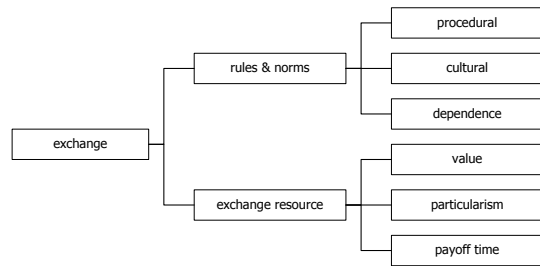 exchange
rules & norms
procedural
cultural
dependence
exchange resource
value
particularism
payoff time